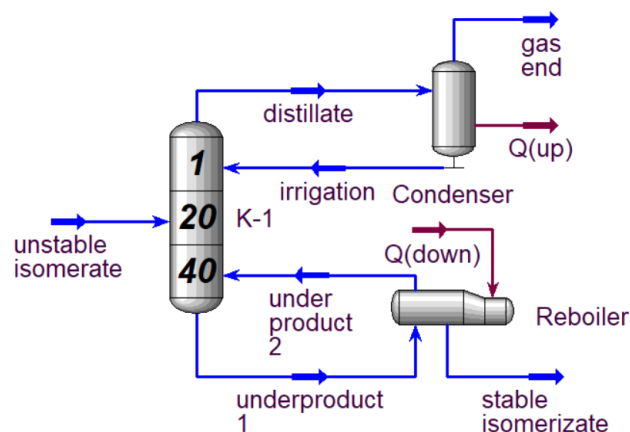 gas
end
distillate
Q(up)
1
irrigation
Condenser
20
K-1
unstable
isomerate
Q(down)
40
under
product
2
Reboiler
underproduct
1
stable
isomerizate